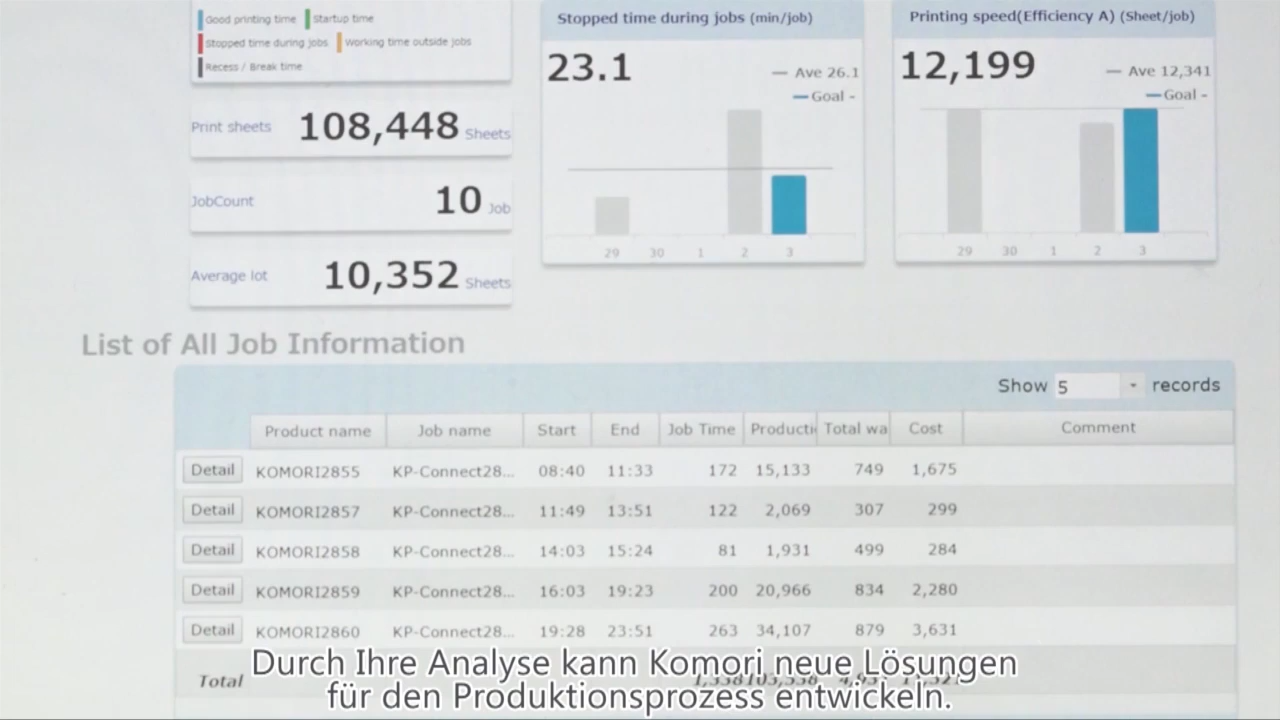 Good printing time Startup time
Stopped time during jobs Working time outside jobs
Recess / Break time
Print sheets 108,448 Sheets
JobCount 10 Job
Average lot 10,352 Sheets
Stopped time during jobs (min/job)
23.1
Ave 26.1
Goal -
29 30 1 2 3
Printing speed(Efficiency A) (Sheet/job)
12,199
Ave 12,341
Goal -
29 30 1 2 3
List of All Job Information
Show 5 records
Product name Job name Start End Job Time Producti Total wa Cost Comment
Detail KOMORI2855 KP-Connect28... 08:40 11:33 172 15,133 749 1,675
Detail KOMORI2857 KP-Connect28... 11:49 13:51 122 2,069 307 299
Detail KOMORI2858 KP-Connect28... 14:03 15:24 81 1,931 499 284
Detail KOMORI2859 KP-Connect28... 16:03 19:23 200 20,966 834 2,280
Detail KOMORI2860 KP-Connect28... 19:28 23:51 263 34,107 879 3,631
Total
Durch Ihre Analyse kann Komori neue Lösungen
für den Produktionsprozess entwickeln.